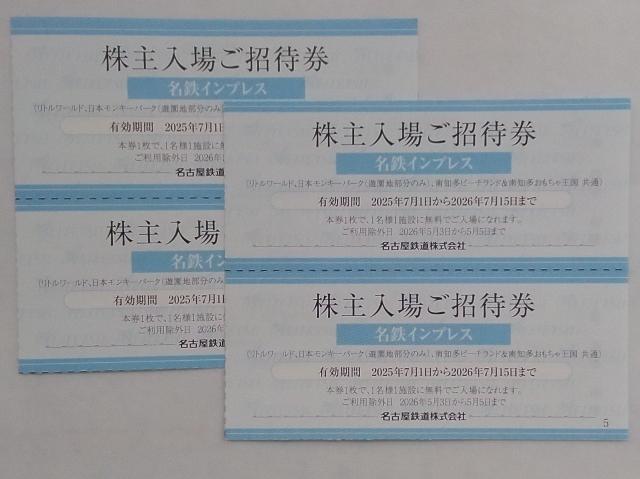 株主入場ご招待券
名鉄インプレス
(リトルワールド、日本モンキーパーク(遊園地部分のみ)
有効期間 2025年7月1日
本券1枚で、1名様1施設に
ご利用除外日 2026年
名古屋鉄道
株主入場
名鉄イン
(リトルワールド、日本モンキーパーク(遊園地部分のみ)
有効期間 2025年7月1日
本券1枚で、1名様1施設に
ご利用除外日 2026年
名古屋鉄道
株主入場ご招待券
名鉄インプレス
(リトルワールド、日本モンキーパーク(遊園地部分のみ)、南知多ビーチランド&南知多おもちゃ王国 共通)
有効期間 2025年7月1日から2026年7月15日まで
本券1枚で、1名様1施設に無料でご入場になれます。
ご利用除外日 2026年5月3日から5月5日まで
名古屋鉄道株式会社
株主入場ご招待券
名鉄インプレス
(リトルワールド、日本モンキーパーク(遊園地部分のみ)、南知多ビーチランド&南知多おもちゃ王国 共通)
有効期間 2025年7月1日から2026年7月15日まで
本券1枚で、1名様1施設に無料でご入場になれます。
ご利用除外日 2026年5月3日から5月5日まで
名古屋鉄道株式会社
5